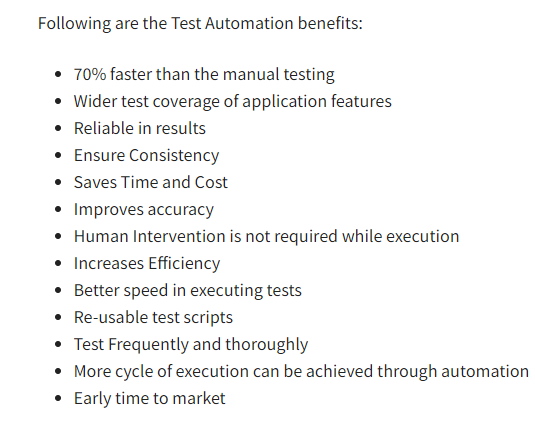 Following are the Test Automation benefits:
• 70% faster than the manual testing
• Wider test coverage of application features
• Reliable in results
• Ensure Consistency
• Saves Time and Cost
• Improves accuracy
• Human Intervention is not required while execution
• Increases Efficiency
• Better speed in executing tests
• Re-usable test scripts
• Test Frequently and thoroughly
• More cycle of execution can be achieved through automation
• Early time to market